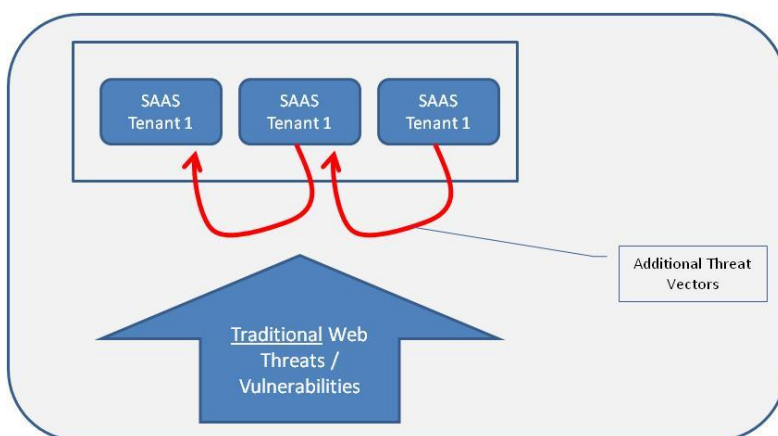 SAAS
Tenant 1
SAAS
Tenant 1
SAAS
Tenant 1
Additional Threat
Vectors
Traditional Web
Threats /
Vulnerabilities